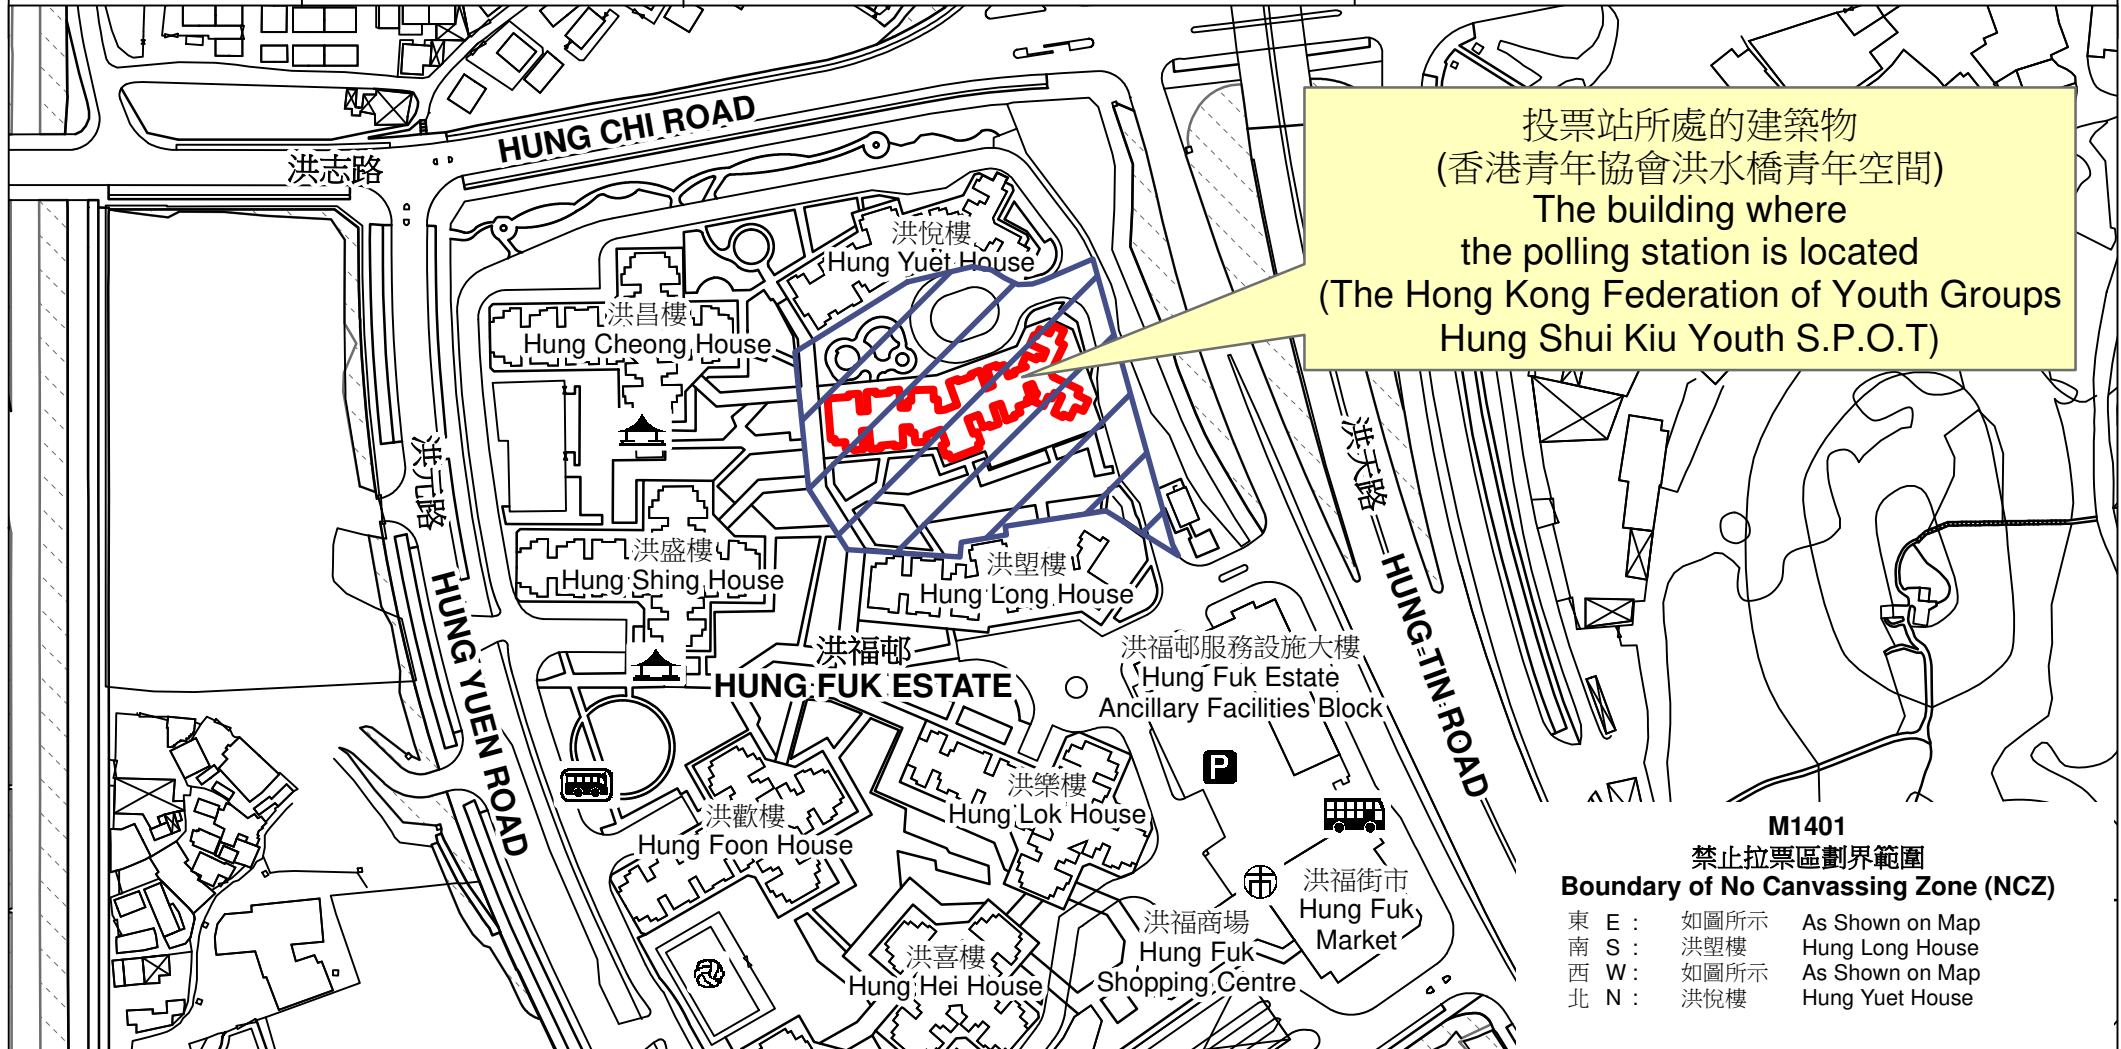 投票站所處的建築物
(香港青年協會洪水橋青年空間)
The building where
the polling station is located
(The Hong Kong Federation of Youth Groups
Hung Shui Kiu Youth S.P.O.T)
HUNG CHI ROAD
洪志路
洪悅樓
Hung Yuet House
洪昌樓
Hung Cheong House
洪元路
HUNG YUEN ROAD
洪天路
HUNG TIN ROAD
洪盛樓
Hung Shing House
洪塱樓
Hung Long House
洪福邨
HUNG FUK ESTATE
洪福邨服務設施大樓
Hung Fuk Estate
Ancillary Facilities Block
P
洪樂樓
Hung Lok House
洪歡樓
Hung Foon House
洪福街市
Hung Fuk
Market
洪福商場
Hung Fuk
Shopping Centre
洪喜樓
Hung Hei House
M1401
禁止拉票區劃界範圍
Boundary of No Canvassing Zone (NCZ)
東 E : 如圖所示 As Shown on Map
南 S : 洪塱樓 Hung Long House
西 W : 如圖所示 As Shown on Map
北 N : 洪悅樓 Hung Yuet House